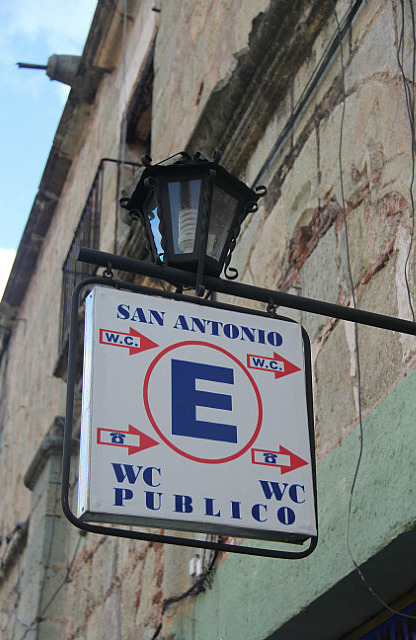 SAN ANTONIO
W.C. W.C.
E
WC WC
PUBLICO